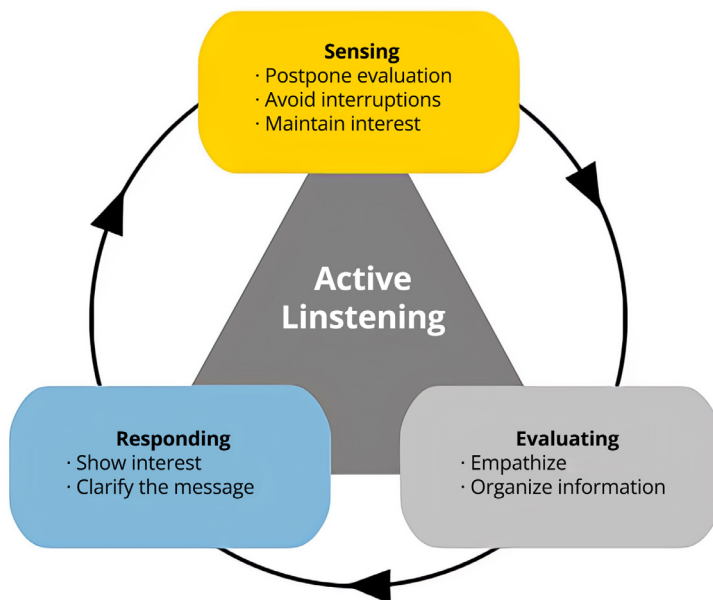 Sensing
· Postpone evaluation
· Avoid interruptions
· Maintain interest
Active
Linstening
Responding
· Show interest
· Clarify the message
Evaluating
· Empathize
· Organize information